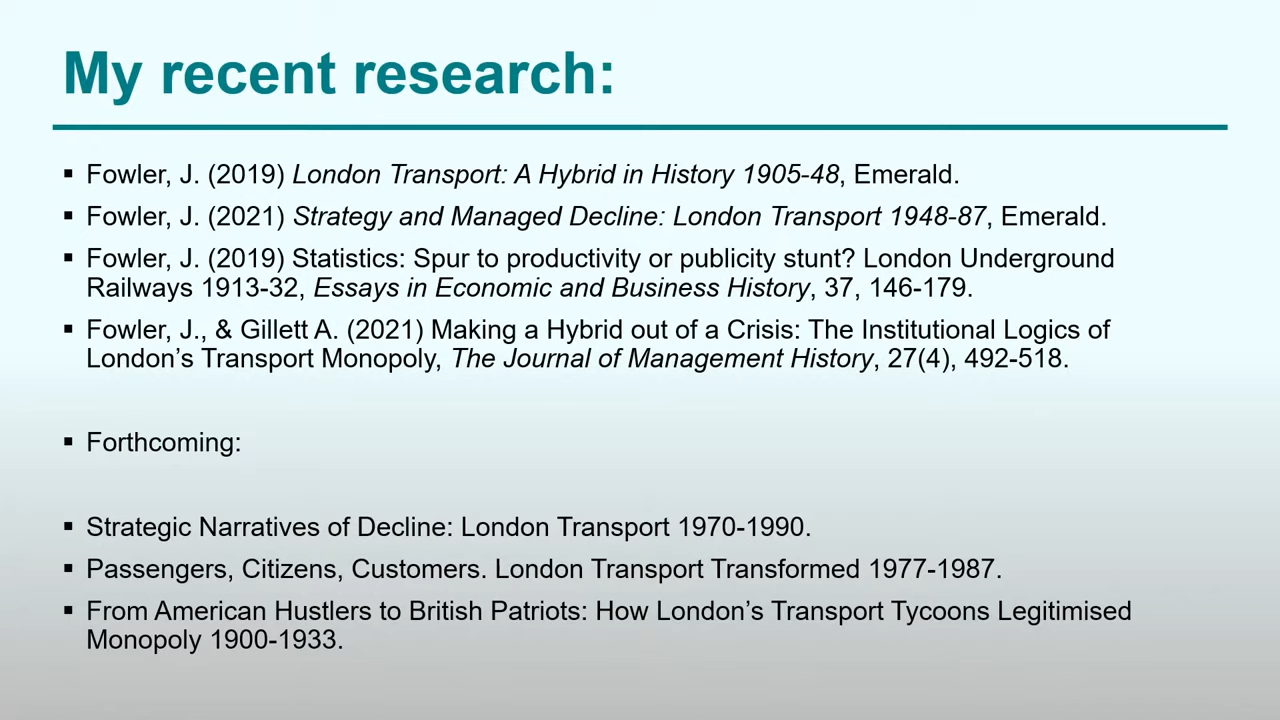 My recent research:
▪ Fowler, J. (2019) London Transport: A Hybrid in History 1905-48, Emerald.
▪ Fowler, J. (2021) Strategy and Managed Decline: London Transport 1948-87, Emerald.
▪ Fowler, J. (2019) Statistics: Spur to productivity or publicity stunt? London Underground
Railways 1913-32, Essays in Economic and Business History, 37, 146-179.
▪ Fowler, J., & Gillett A. (2021) Making a Hybrid out of a Crisis: The Institutional Logics of
London’s Transport Monopoly, The Journal of Management History, 27(4), 492-518.
▪ Forthcoming:
▪ Strategic Narratives of Decline: London Transport 1970-1990.
▪ Passengers, Citizens, Customers. London Transport Transformed 1977-1987.
▪ From American Hustlers to British Patriots: How London’s Transport Tycoons Legitimised
Monopoly 1900-1933.